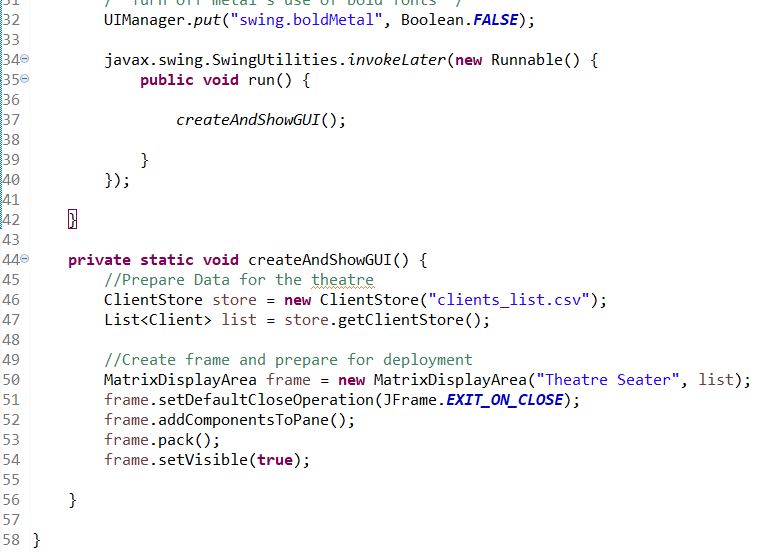 31 /* Turn off metal's use of bold fonts */
32 UIManager.put("swing.boldMetal", Boolean.FALSE);
33
34 javax.swing.SwingUtilities.invokeLater(new Runnable() {
35 public void run() {
36
37 createAndShowGUI();
38
39 }
40 });
41
42 }
43
44 private static void createAndShowGUI() {
45 //Prepare Data for the theatre
46 ClientStore store = new ClientStore("clients_list.csv");
47 List<Client> list = store.getClientStore();
48
49 //Create frame and prepare for deployment
50 MatrixDisplayArea frame = new MatrixDisplayArea("Theatre Seater", list);
51 frame.setDefaultCloseOperation(JFrame.EXIT_ON_CLOSE);
52 frame.addComponentsToPane();
53 frame.pack();
54 frame.setVisible(true);
55
56 }
57
58 }